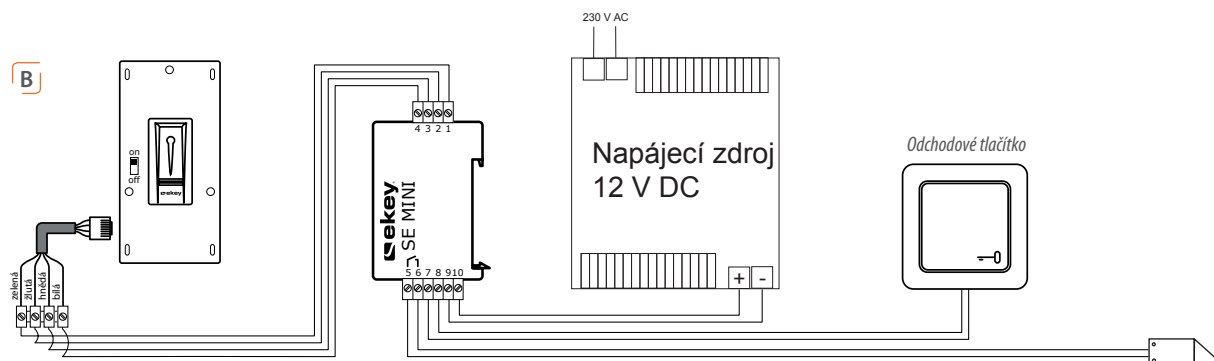 230 V AC
B
on
off
ekey
4 3 2 1
ekey
SE MINI
5 6 7 8 9 10
Napájecí zdroj
12 V DC
+ -
Odchodové tlačítko
zelená
žlutá
hnědá
bílá